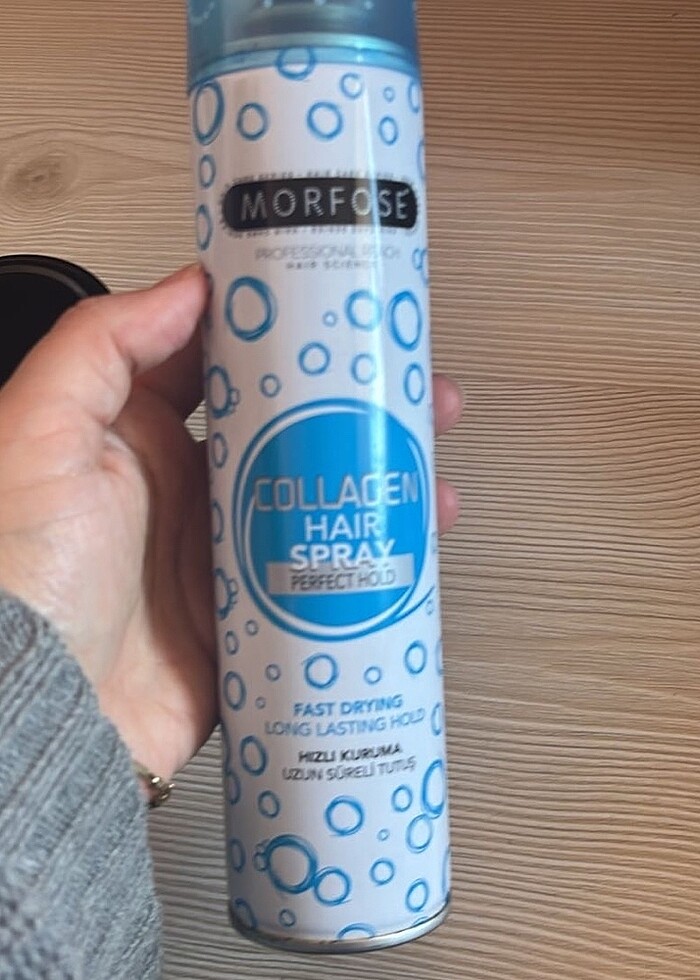 MORFOSE
PROFESSIONAL REACH
HAIR SCIENCE
COLLAGEN
HAIR
SPRAY
PERFECT HOLD
FAST DRYING
LONG LASTING HOLD
HIZLI KURUMA
UZUN SÜRELİ TUTUŞ